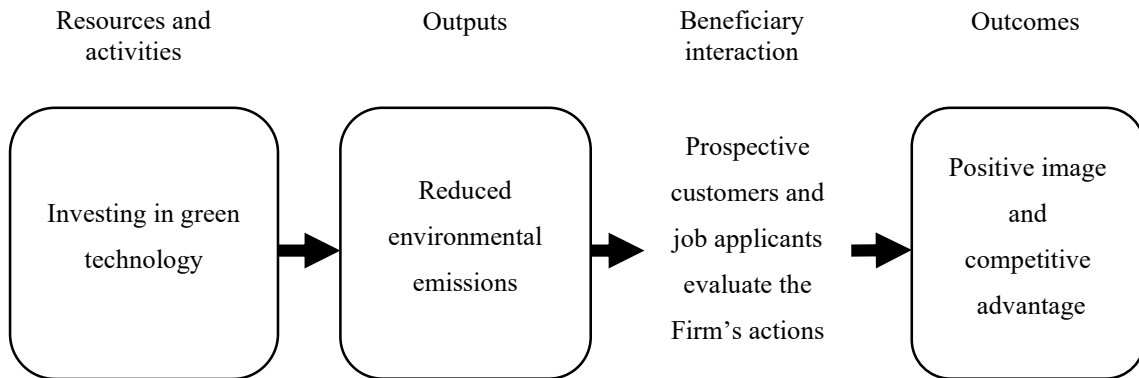 Resources and
activities
Outputs
Beneficiary
interaction
Outcomes
Investing in green
technology
Reduced
environmental
emissions
Prospective
customers and
job applicants
evaluate the
Firm’s actions
Positive image
and
competitive
advantage